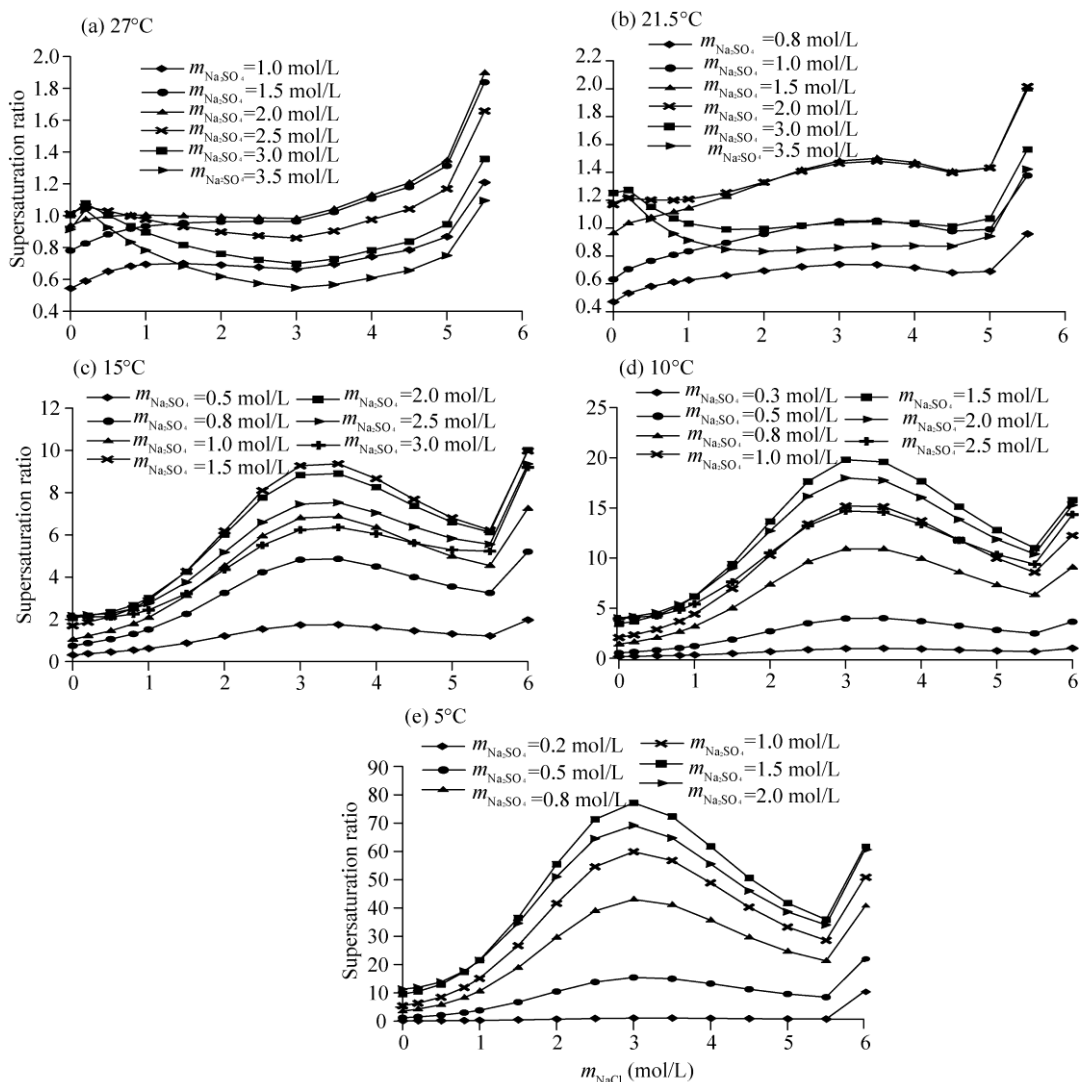 (a) 27°C
m Na₂SO₄ =1.0 mol/L
m Na₂SO₄ =1.5 mol/L
m Na₂SO₄ =2.0 mol/L
m Na₂SO₄ =2.5 mol/L
m Na₂SO₄ =3.0 mol/L
m Na₂SO₄ =3.5 mol/L
Supersaturation ratio
2.0
1.8
1.6
1.4
1.2
1.0
0.8
0.6
0.4
0 1 2 3 4 5 6
(b) 21.5°C
m Na₂SO₄ =0.8 mol/L
m Na₂SO₄ =1.0 mol/L
m Na₂SO₄ =1.5 mol/L
m Na₂SO₄ =2.0 mol/L
m Na₂SO₄ =3.0 mol/L
m Na₂SO₄ =3.5 mol/L
2.2
2.0
1.8
1.6
1.4
1.2
1.0
0.8
0.6
0.4
0 1 2 3 4 5 6
(c) 15°C
m Na₂SO₄ =0.5 mol/L
m Na₂SO₄ =0.8 mol/L
m Na₂SO₄ =1.0 mol/L
m Na₂SO₄ =1.5 mol/L
m Na₂SO₄ =2.0 mol/L
m Na₂SO₄ =2.5 mol/L
m Na₂SO₄ =3.0 mol/L
Supersaturation ratio
12
10
8
6
4
2
0
0 1 2 3 4 5 6
(d) 10°C
m Na₂SO₄ =0.3 mol/L
m Na₂SO₄ =0.5 mol/L
m Na₂SO₄ =0.8 mol/L
m Na₂SO₄ =1.0 mol/L
m Na₂SO₄ =1.5 mol/L
m Na₂SO₄ =2.0 mol/L
m Na₂SO₄ =2.5 mol/L
25
20
15
10
5
0
0 1 2 3 4 5 6
(e) 5°C
m Na₂SO₄ =0.2 mol/L
m Na₂SO₄ =0.5 mol/L
m Na₂SO₄ =0.8 mol/L
m Na₂SO₄ =1.0 mol/L
m Na₂SO₄ =1.5 mol/L
m Na₂SO₄ =2.0 mol/L
Supersaturation ratio
90
80
70
60
50
40
30
20
10
0
0 1 2 3 4 5 6
m NaCl (mol/L)